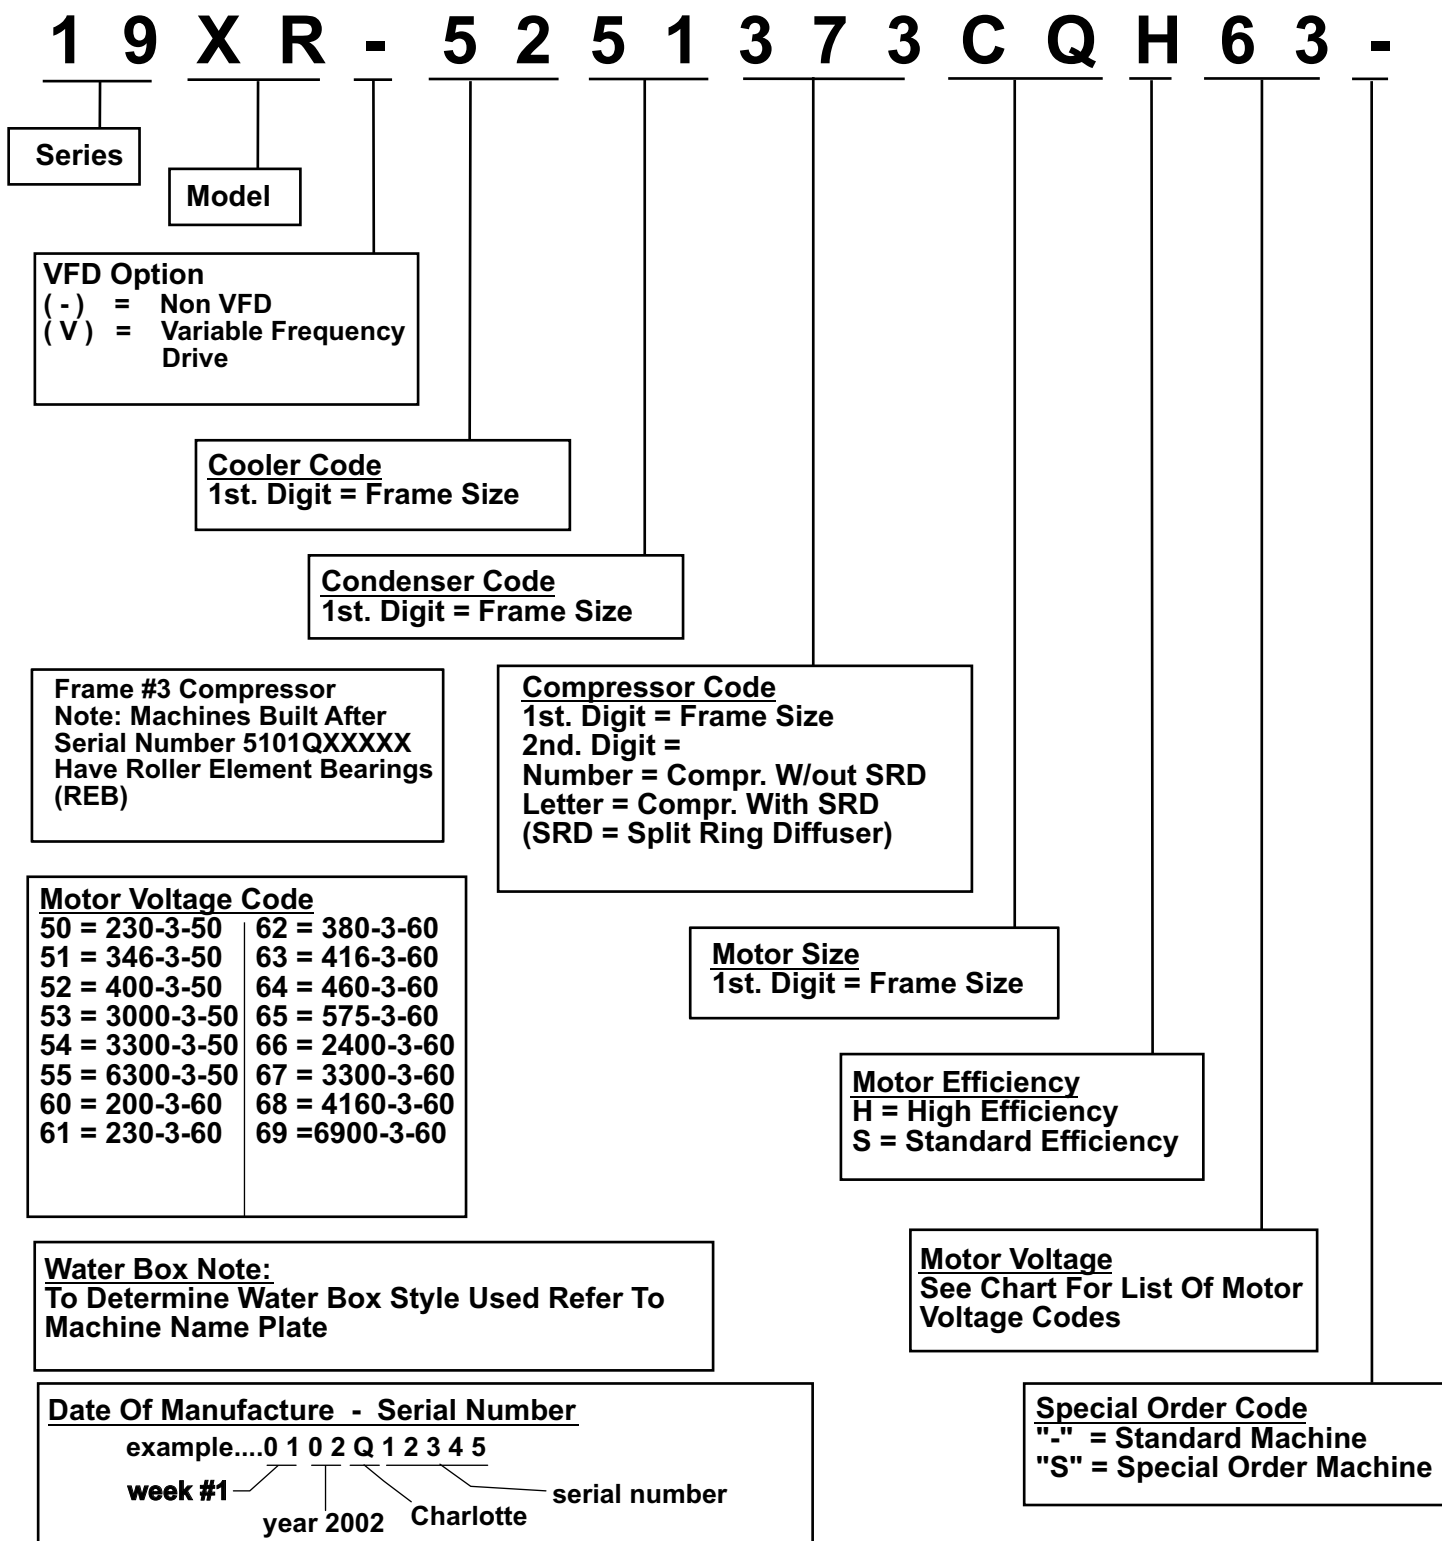 1 9 X R - 5 2 5 1 3 7 3 C Q H 6 3 -
Series
Model
VFD Option
( - ) = Non VFD
( V ) = Variable Frequency
Drive
Cooler Code
1st. Digit = Frame Size
Condenser Code
1st. Digit = Frame Size
Frame #3 Compressor
Note: Machines Built After
Serial Number 5101QXXXXX
Have Roller Element Bearings
(REB)
Compressor Code
1st. Digit = Frame Size
2nd. Digit =
Number = Compr. W/out SRD
Letter = Compr. With SRD
(SRD = Split Ring Diffuser)
Motor Voltage Code
50 = 230-3-50 62 = 380-3-60
51 = 346-3-50 63 = 416-3-60
52 = 400-3-50 64 = 460-3-60
53 = 3000-3-50 65 = 575-3-60
54 = 3300-3-50 66 = 2400-3-60
55 = 6300-3-50 67 = 3300-3-60
60 = 200-3-60 68 = 4160-3-60
61 = 230-3-60 69 =6900-3-60
Motor Size
1st. Digit = Frame Size
Motor Efficiency
H = High Efficiency
S = Standard Efficiency
Motor Voltage
See Chart For List Of Motor
Voltage Codes
Water Box Note:
To Determine Water Box Style Used Refer To
Machine Name Plate
Date Of Manufacture - Serial Number
example....0 1 0 2 Q 1 2 3 4 5
week #1
year 2002
Charlotte
serial number
Special Order Code
"-" = Standard Machine
"S" = Special Order Machine